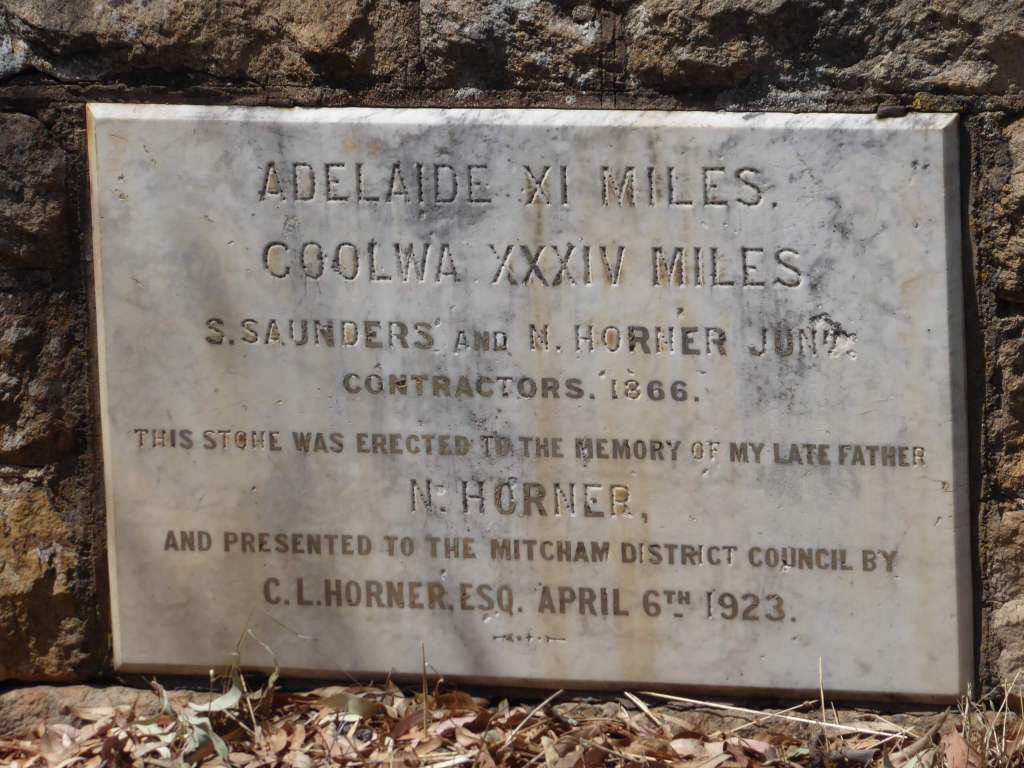 ADELAIDE XI MILES.
GOOLWA XXXIV MILES
S. SAUNDERS AND N. HORNER JUNR
CONTRACTORS. 1866.
THIS STONE WAS ERECTED TO THE MEMORY OF MY LATE FATHER
N. HORNER,
AND PRESENTED TO THE MITCHAM DISTRICT COUNCIL BY
C. L. HORNER, ESQ. APRIL 6TH 1923.